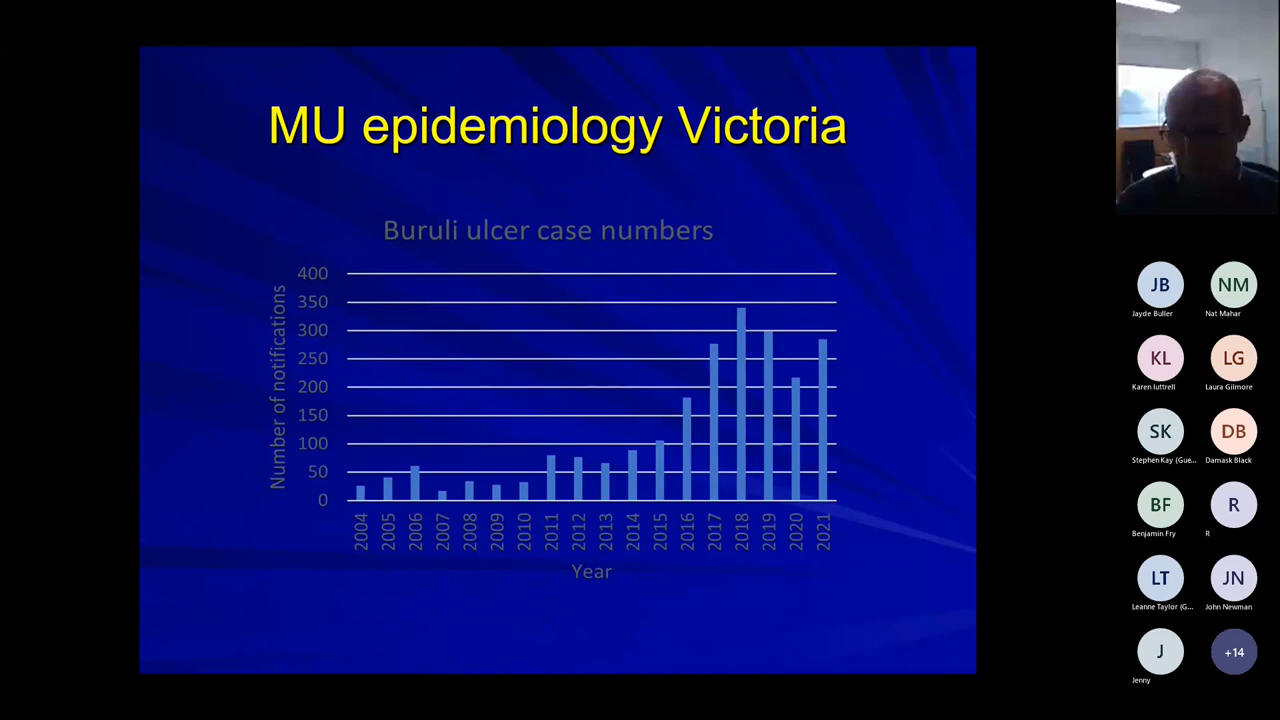 MU epidemiology Victoria
Buruli ulcer case numbers
Number of notifications
400
350
300
250
200
150
100
50
0
2004
2005
2006
2007
2008
2009
2010
2011
2012
2013
2014
2015
2016
2017
2018
2019
2020
2021
Year
JB
Jayde Buller
NM
Nat Mahar
KL
Karen luttrell
LG
Laura Gilmore
SK
Stephen Kay (Gue...
DB
Damask Black
BF
Benjamin Fry
R
R
LT
Leanne Taylor (G...
JN
John Newman
J
Jenny
+14